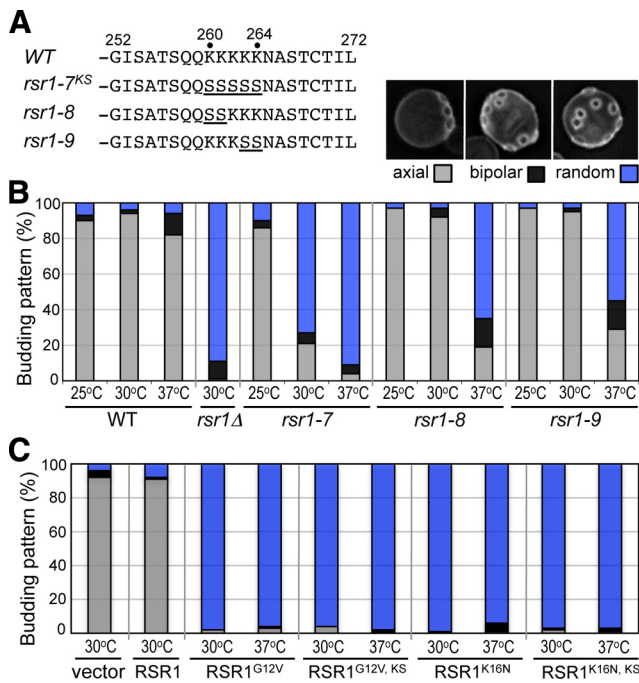 A
252 260 264 272
WT –GISATSQQKKKKKNASTCTIL
rsr1-7KS –GISATSQQSSSSSNASTCTIL
rsr1-8 –GISATSQQSSKKKNASTCTIL
rsr1-9 –GISATSQQKKKSSNASTCTIL
axial bipolar random
B
Budding pattern (%)
100
80
60
40
20
0
25°C 30°C 37°C 30°C 25°C 30°C 37°C 25°C 30°C 37°C 25°C 30°C 37°C
WT rsr1Δ rsr1-7 rsr1-8 rsr1-9
C
Budding pattern (%)
100
80
60
40
20
0
30°C 30°C 30°C 37°C 30°C 37°C 30°C 37°C 30°C 37°C
vector RSR1 RSR1G12V RSR1G12V, KS RSR1K16N RSR1K16N, KS